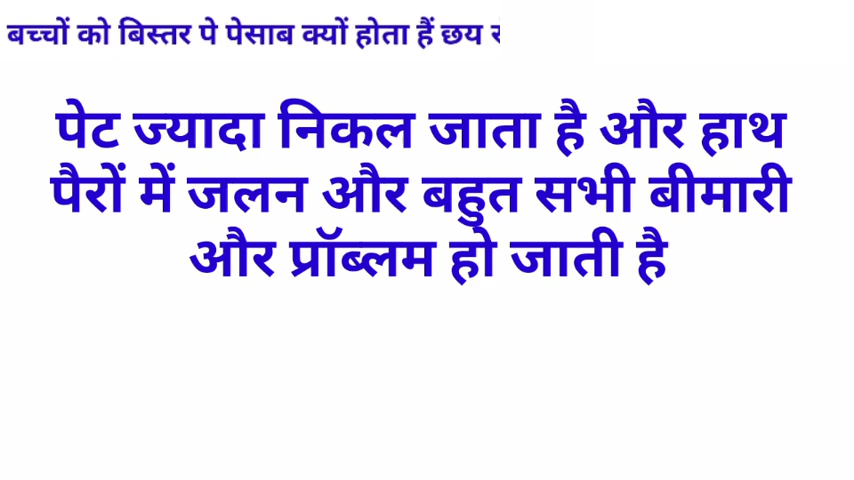 बच्चों को बिस्तर पे पेसाब क्यों होता हैं छय
पेट ज्यादा निकल जाता है और हाथ
पैरों में जलन और बहुत सभी बीमारी
और प्रॉब्लम हो जाती है